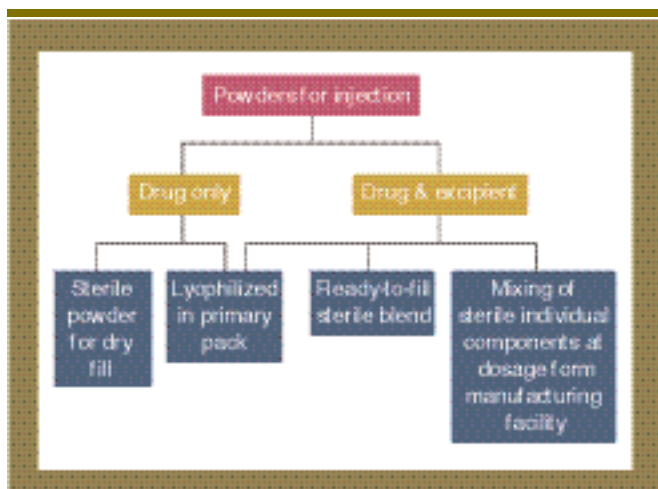 Powders for injection
Drug only
Drug & excipient
Sterile
powder
for dry
fill
Lyophilized
in primary
pack
Ready-to-fill
sterile blend
Mixing of
sterile individual
components at
dosage form
manufacturing
facility